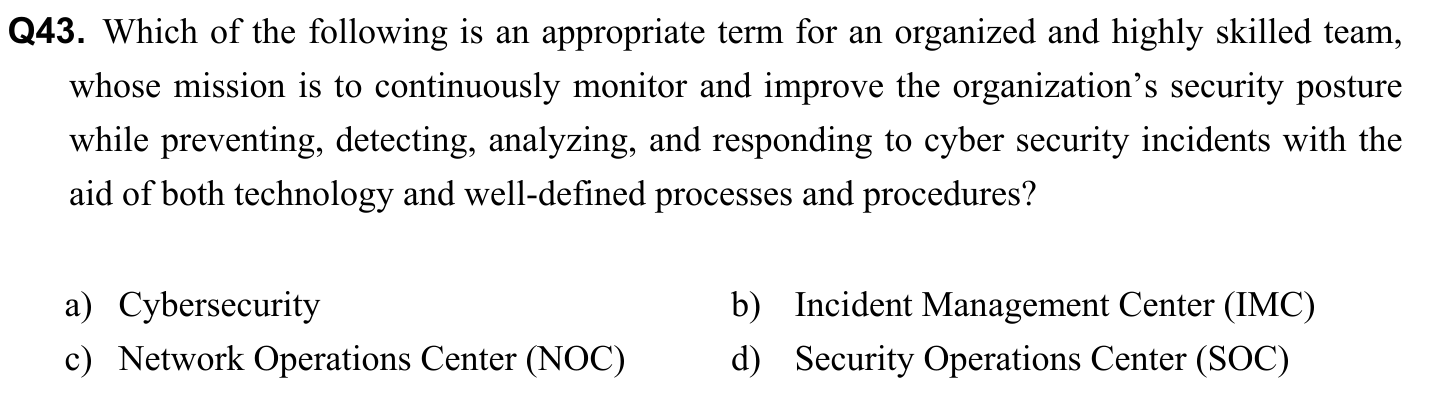 Q43. Which of the following is an appropriate term for an organized and highly skilled team,
whose mission is to continuously monitor and improve the organization’s security posture
while preventing, detecting, analyzing, and responding to cyber security incidents with the
aid of both technology and well-defined processes and procedures?
a) Cybersecurity b) Incident Management Center (IMC)
c) Network Operations Center (NOC) d) Security Operations Center (SOC)